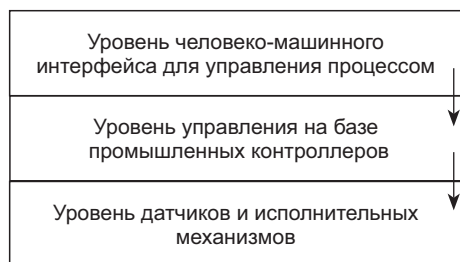 Уровень человеко-машинного
интерфейса для управления процессом
Уровень управления на базе
промышленных контроллеров
Уровень датчиков и исполнительных
механизмов